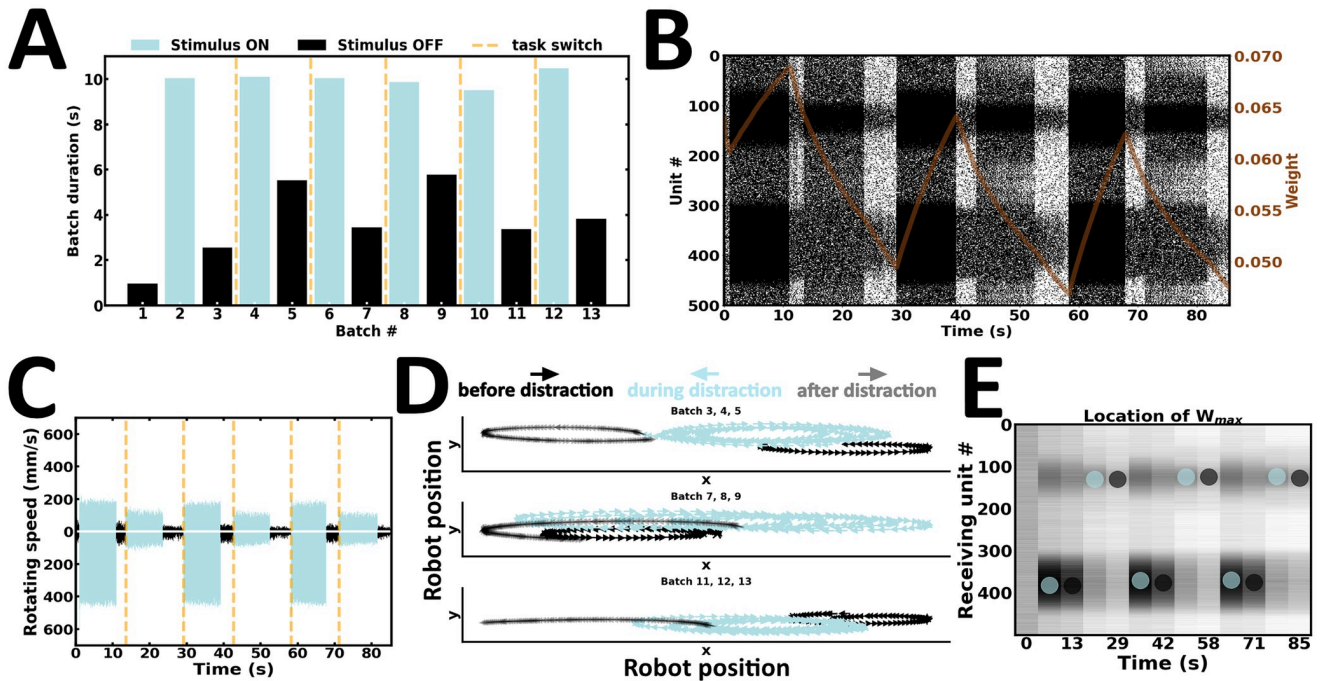 A
Stimulus ON
Stimulus OFF
task switch
Batch duration (s)
10
8
6
4
2
0
1 2 3 4 5 6 7 8 9 10 11 12 13
Batch #
B
Unit #
0
100
200
300
400
500
0 10 20 30 40 50 60 70 80
Time (s)
0.070
0.065
0.060
0.055
0.050
Weight
C
Rotating speed (mm/s)
600
400
200
0
200
400
600
0 10 20 30 40 50 60 70 80
Time (s)
D
before distraction
during distraction
after distraction
Robot position
Batch 3, 4, 5
y
x
Batch 7, 8, 9
y
x
Batch 11, 12, 13
y
x
Robot position
E
Location of Wmax
Receiving unit #
0
100
200
300
400
0 13 29 42 58 71 85
Time (s)